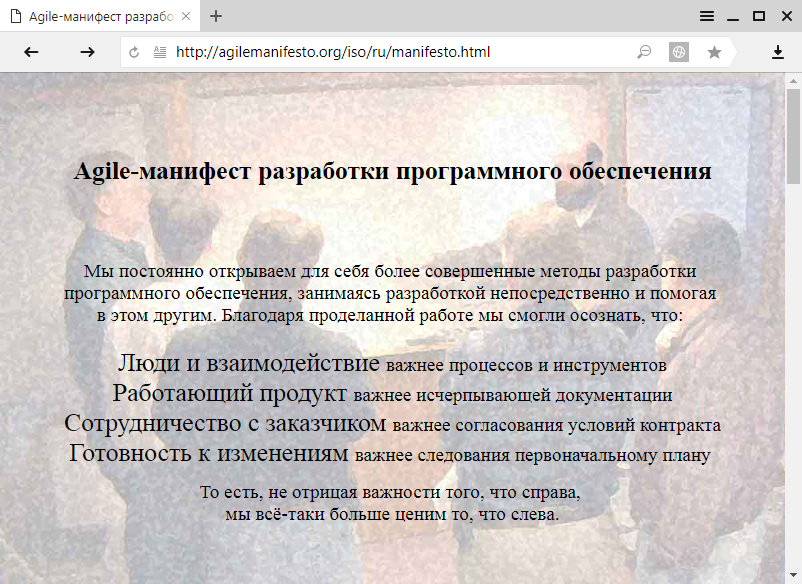 Agile-манифест разрабо
http://agilemanifesto.org/iso/ru/manifesto.html
Agile-манифест разработки программного обеспечения
Мы постоянно открываем для себя более совершенные методы разработки
программного обеспечения, занимаясь разработкой непосредственно и помогая
в этом другим. Благодаря проделанной работе мы смогли осознать, что:
Люди и взаимодействие важнее процессов и инструментов
Работающий продукт важнее исчерпывающей документации
Сотрудничество с заказчиком важнее согласования условий контракта
Готовность к изменениям важнее следования первоначальному плану
То есть, не отрицая важности того, что справа,
мы всё-таки больше ценим то, что слева.